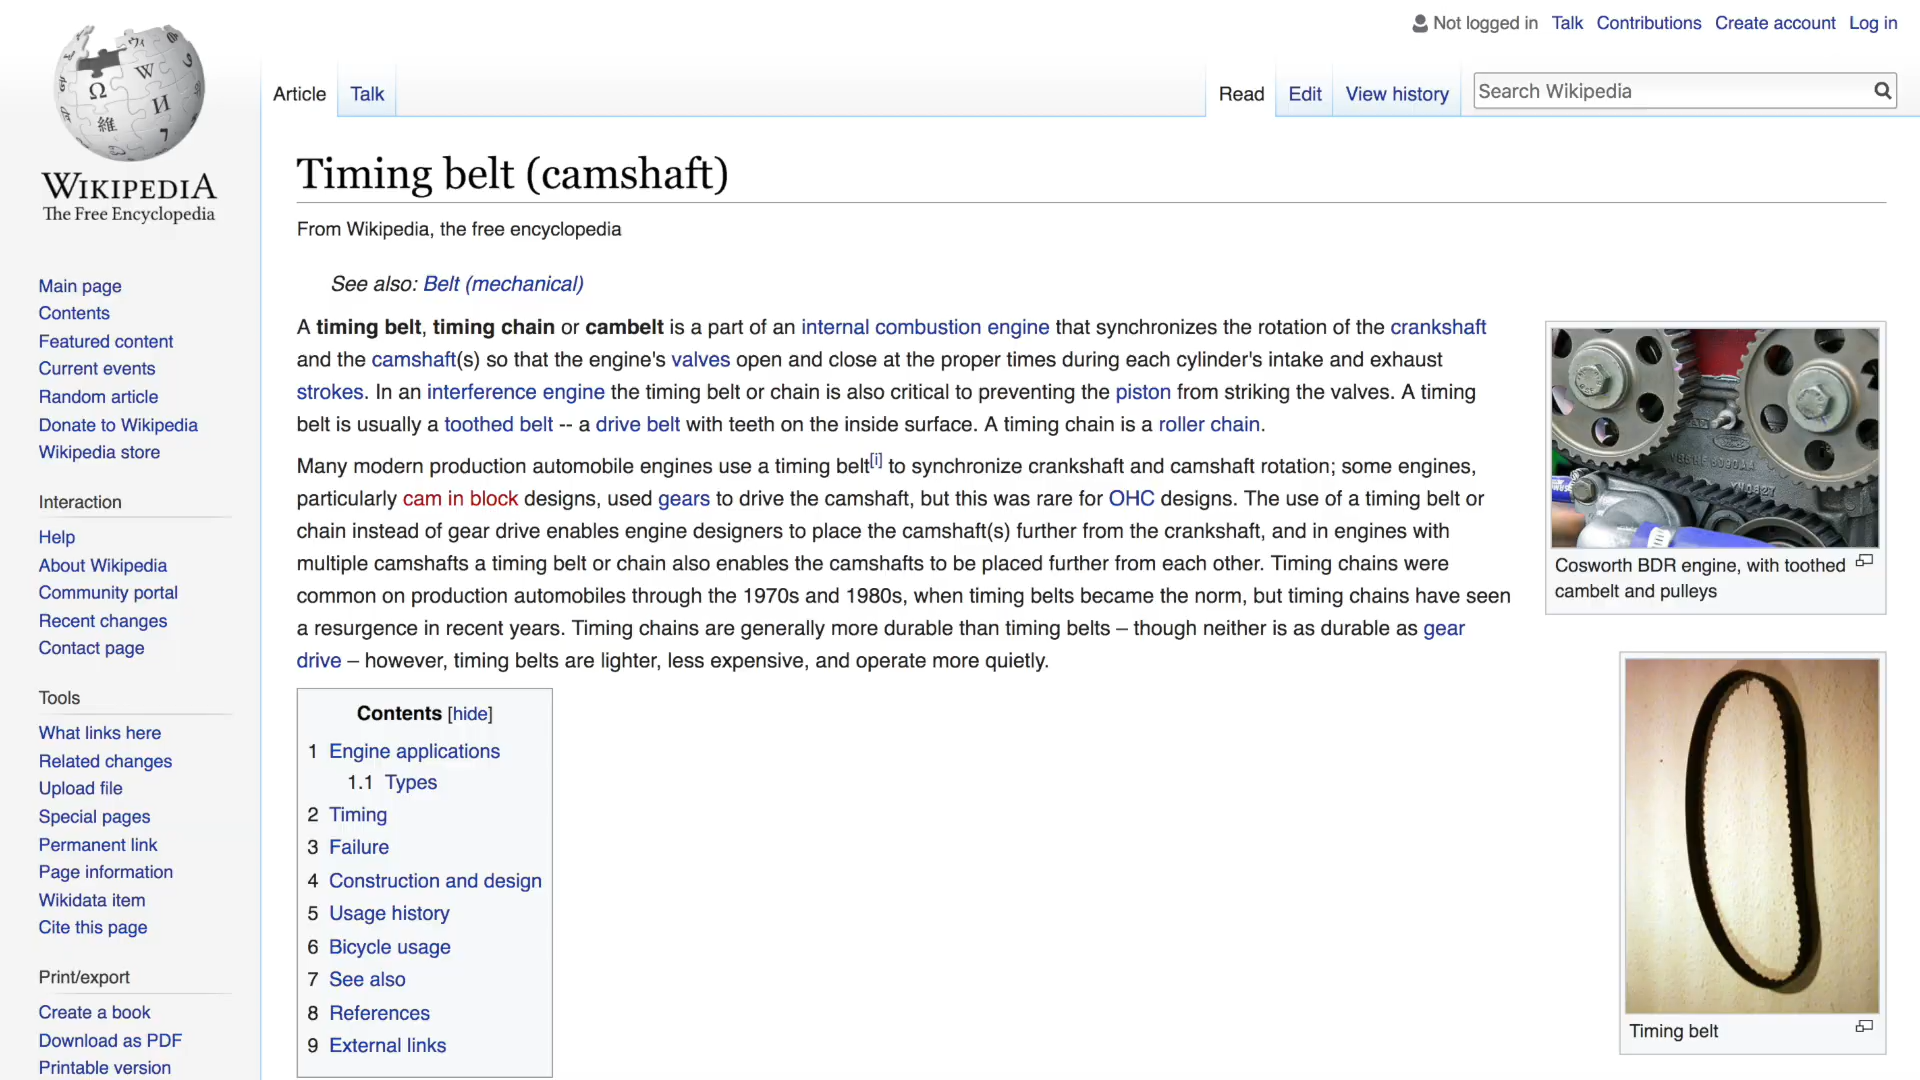 Not logged in Talk Contributions Create account Log in
Article Talk Read Edit View history Search Wikipedia
WIKIPEDIA
The Free Encyclopedia
Main page
Contents
Featured content
Current events
Random article
Donate to Wikipedia
Wikipedia store
Interaction
Help
About Wikipedia
Community portal
Recent changes
Contact page
Tools
What links here
Related changes
Upload file
Special pages
Permanent link
Page information
Wikidata item
Cite this page
Print/export
Create a book
Download as PDF
Printable version
Timing belt (camshaft)
From Wikipedia, the free encyclopedia
See also: Belt (mechanical)
A timing belt, timing chain or cambelt is a part of an internal combustion engine that synchronizes the rotation of the crankshaft
and the camshaft(s) so that the engine's valves open and close at the proper times during each cylinder's intake and exhaust
strokes. In an interference engine the timing belt or chain is also critical to preventing the piston from striking the valves. A timing
belt is usually a toothed belt -- a drive belt with teeth on the inside surface. A timing chain is a roller chain.
Many modern production automobile engines use a timing belt[i] to synchronize crankshaft and camshaft rotation; some engines,
particularly cam in block designs, used gears to drive the camshaft, but this was rare for OHC designs. The use of a timing belt or
chain instead of gear drive enables engine designers to place the camshaft(s) further from the crankshaft, and in engines with
multiple camshafts a timing belt or chain also enables the camshafts to be placed further from each other. Timing chains were
common on production automobiles through the 1970s and 1980s, when timing belts became the norm, but timing chains have seen
a resurgence in recent years. Timing chains are generally more durable than timing belts – though neither is as durable as gear
drive – however, timing belts are lighter, less expensive, and operate more quietly.
Contents [hide]
1 Engine applications
1.1 Types
2 Timing
3 Failure
4 Construction and design
5 Usage history
6 Bicycle usage
7 See also
8 References
9 External links
Cosworth BDR engine, with toothed
cambelt and pulleys
Timing belt